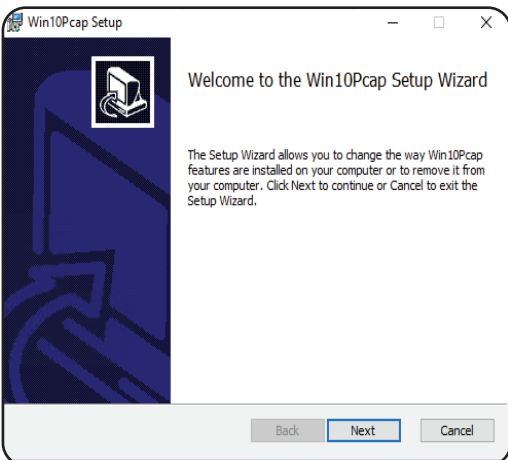 Win10Pcap Setup
Welcome to the Win10Pcap Setup Wizard
The Setup Wizard allows you to change the way Win10Pcap
features are installed on your computer or to remove it from
your computer. Click Next to continue or Cancel to exit the
Setup Wizard.
Back Next Cancel